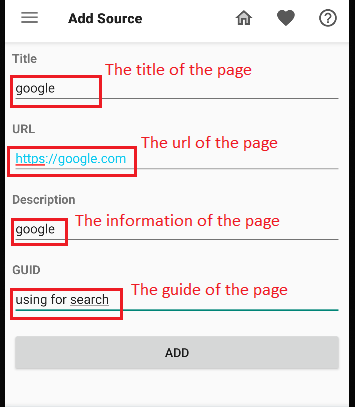 Add Source
Title
The title of the page
google
URL
The url of the page
https://google.com
Description
The information of the page
google
GUID
The guide of the page
using for search
ADD